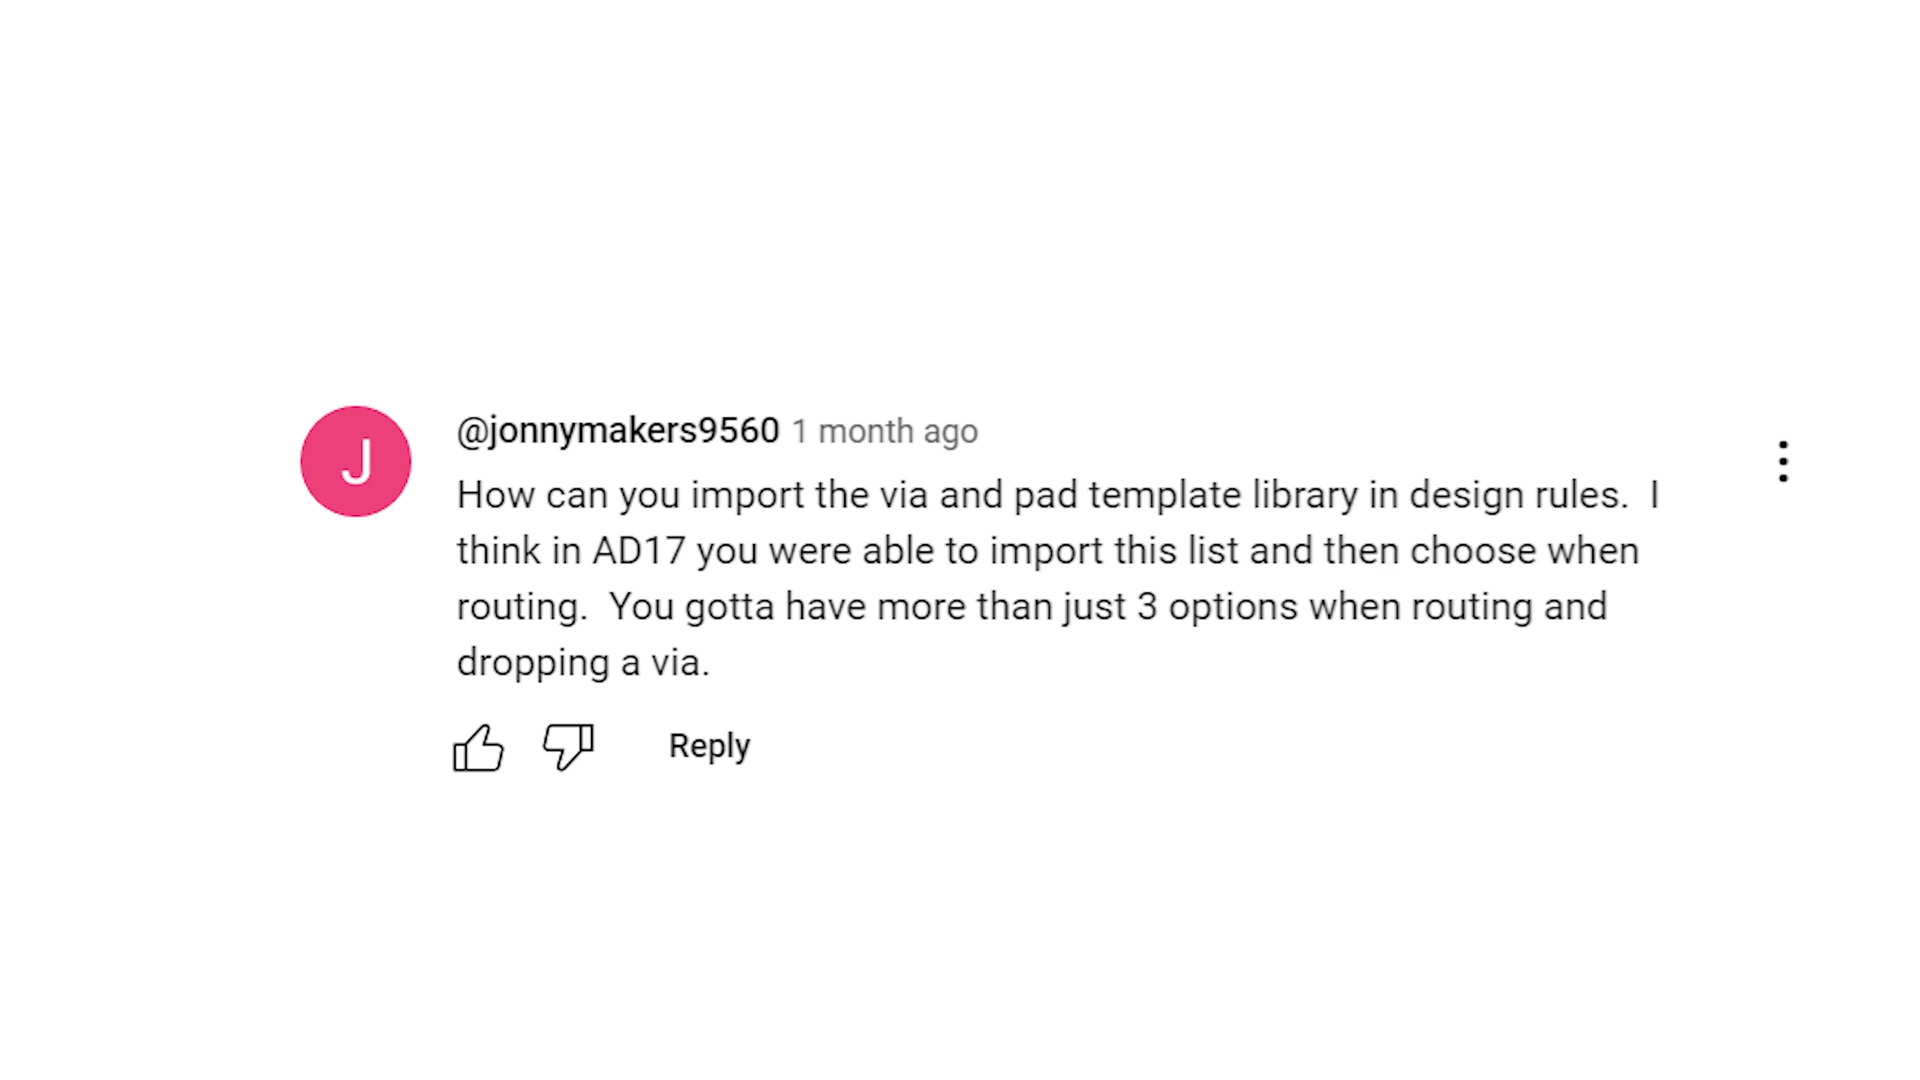 J
@jonnymakers9560 1 month ago
How can you import the via and pad template library in design rules.  I
think in AD17 you were able to import this list and then choose when
routing.  You gotta have more than just 3 options when routing and
dropping a via.
Reply